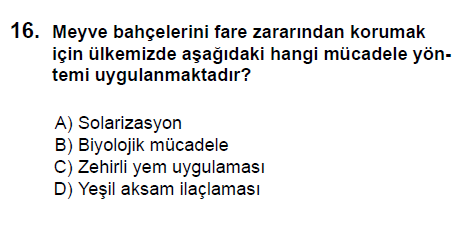 16. Meyve bahçelerini fare zararından korumak
için ülkemizde aşağıdaki hangi mücadele yön-
temi uygulanmaktadır?
A) Solarizasyon
B) Biyolojik mücadele
C) Zehirli yem uygulaması
D) Yeşil aksam ilaçlaması